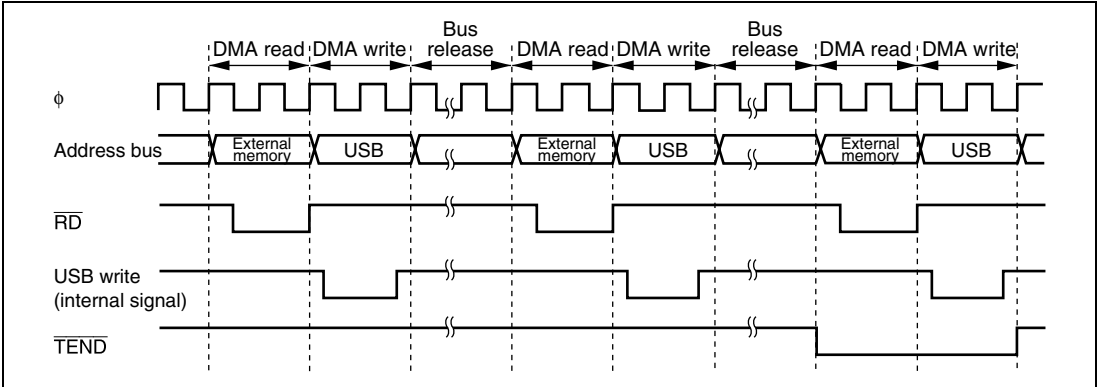 Bus
release
Bus
release
DMA read DMA write DMA read DMA write DMA read DMA write
ϕ
Address bus
External
memory
USB
External
memory
USB
External
memory
USB
RD
USB write
(internal signal)
TEND